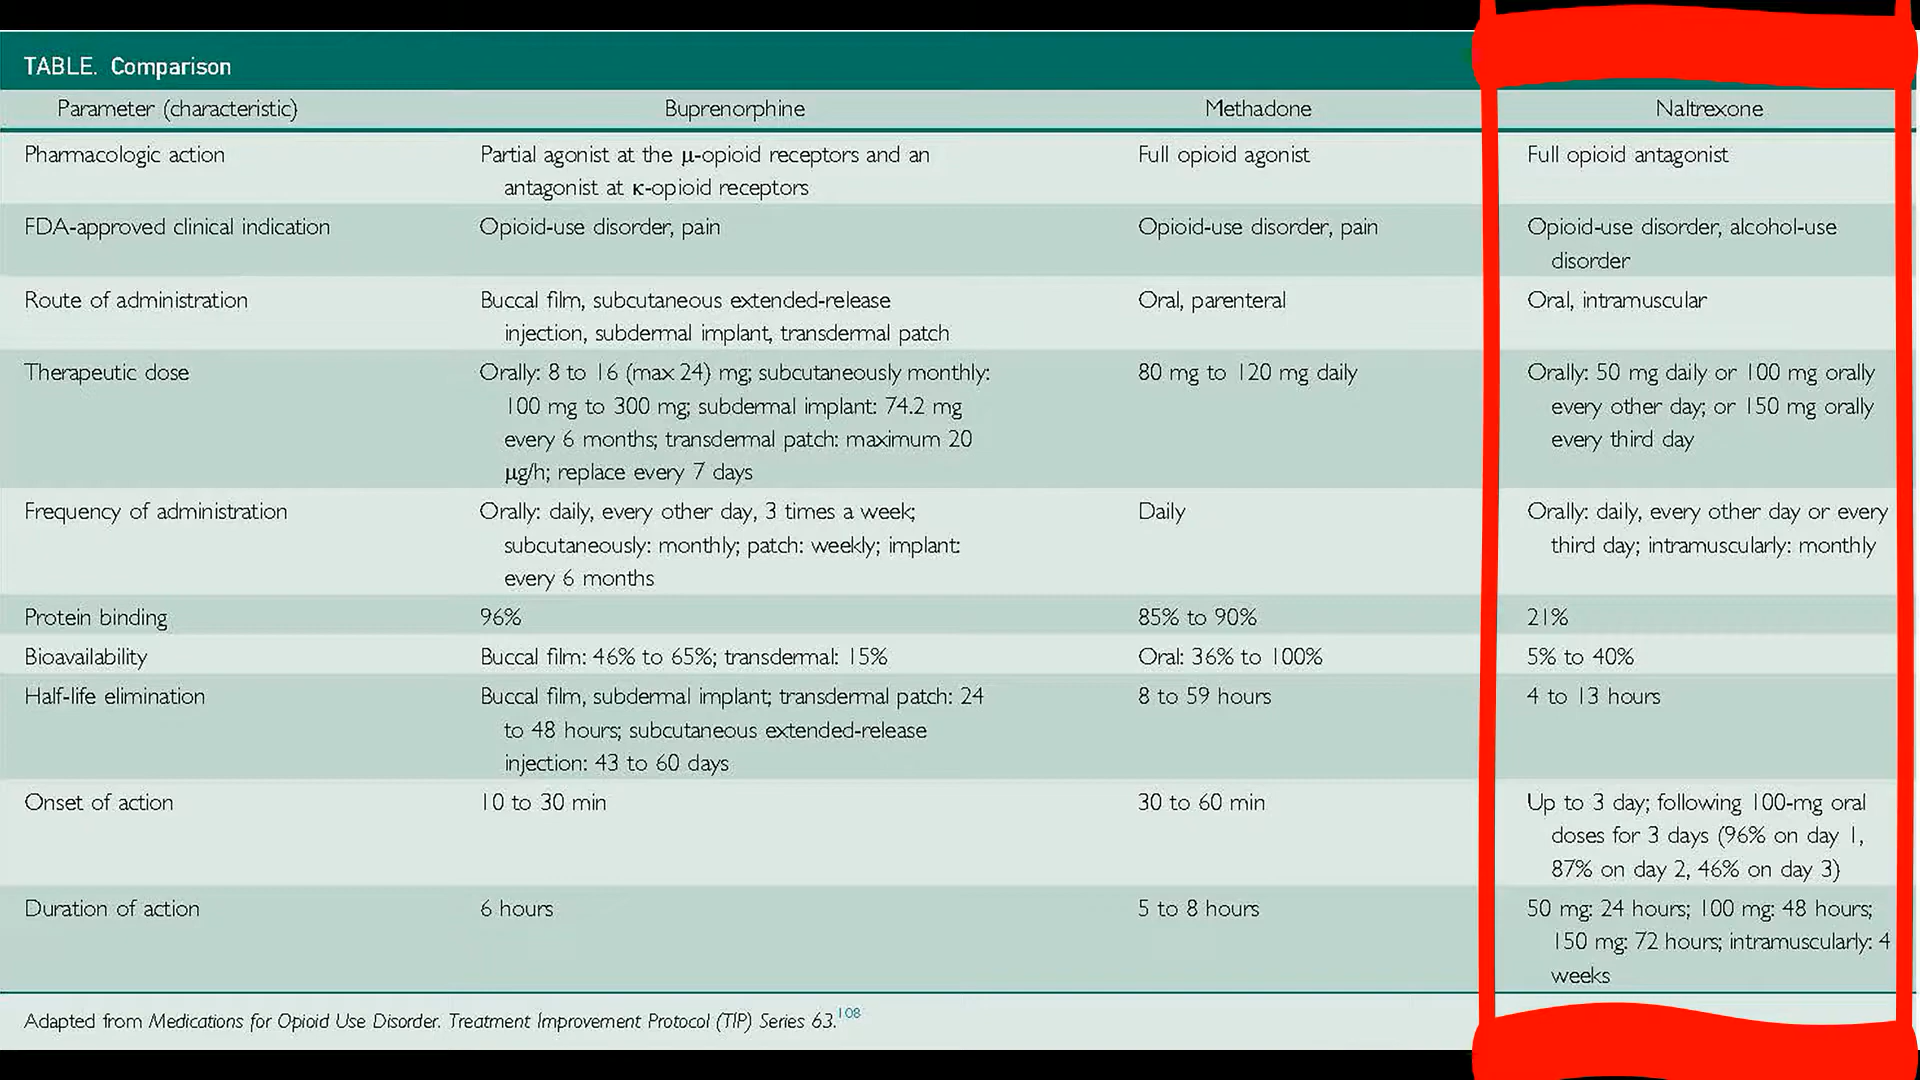 TABLE. Comparison
Parameter (characteristic) Buprenorphine Methadone Naltrexone
Pharmacologic action Partial agonist at the μ-opioid receptors and an Full opioid agonist Full opioid antagonist
antagonist at κ-opioid receptors
FDA-approved clinical indication Opioid-use disorder, pain Opioid-use disorder, pain Opioid-use disorder, alcohol-use
disorder
Route of administration Buccal film, subcutaneous extended-release Oral, parenteral Oral, intramuscular
injection, subdermal implant, transdermal patch
Therapeutic dose Orally: 8 to 16 (max 24) mg; subcutaneously monthly: 80 mg to 120 mg daily Orally: 50 mg daily or 100 mg orally
100 mg to 300 mg; subdermal implant: 74.2 mg every other day; or 150 mg orally
every 6 months; transdermal patch: maximum 20 every third day
μg/h; replace every 7 days
Frequency of administration Orally: daily, every other day, 3 times a week; Daily Orally: daily, every other day or every
subcutaneously: monthly; patch: weekly; implant: third day; intramuscularly: monthly
every 6 months
Protein binding 96% 85% to 90% 21%
Bioavailability Buccal film: 46% to 65%; transdermal: 15% Oral: 36% to 100% 5% to 40%
Half-life elimination Buccal film, subdermal implant; transdermal patch: 24 8 to 59 hours 4 to 13 hours
to 48 hours; subcutaneous extended-release
injection: 43 to 60 days
Onset of action 10 to 30 min 30 to 60 min Up to 3 day; following 100-mg oral
doses for 3 days (96% on day 1,
87% on day 2, 46% on day 3)
Duration of action 6 hours 5 to 8 hours 50 mg: 24 hours; 100 mg: 48 hours;
150 mg: 72 hours; intramuscularly: 4
weeks
Adapted from Medications for Opioid Use Disorder. Treatment Improvement Protocol (TIP) Series 63.108